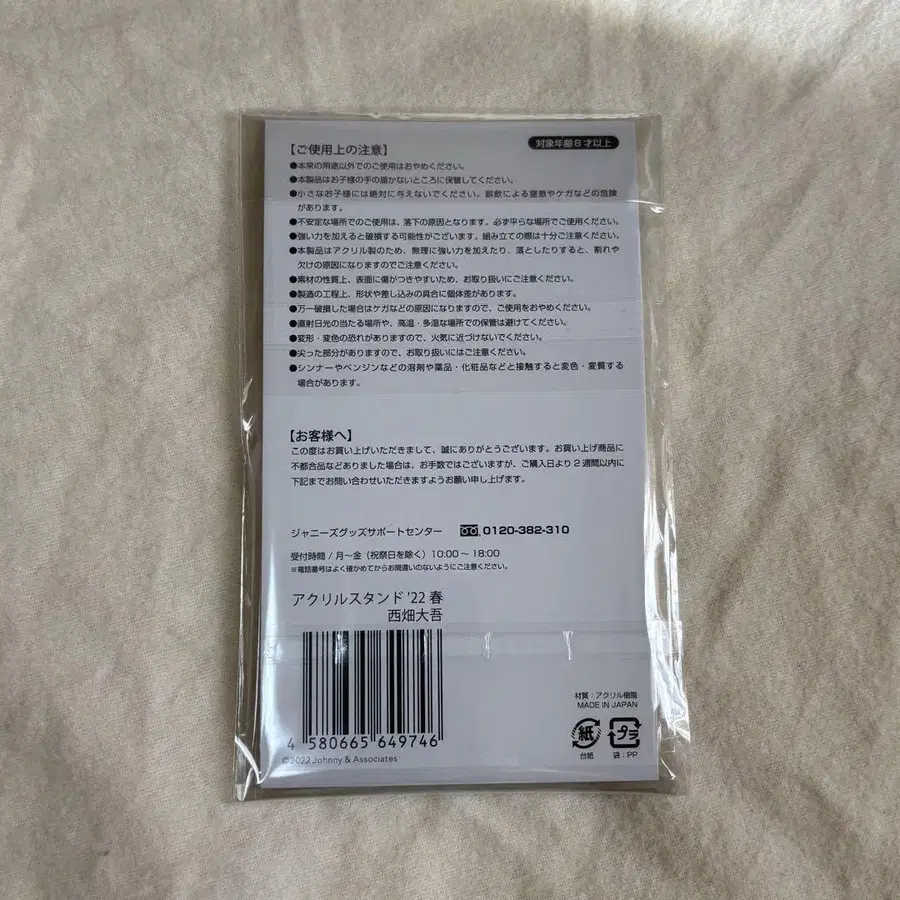 【ご使用上の注意】
対象年齢8才以上
●本来の用途以外でのご使用はおやめください。
●本製品はお子様の手の届かないところに保管してください。
●小さなお子様には絶対に与えないでください。誤飲による窒息やケガなどの危険
があります。
●不安定な場所でのご使用は、落下の原因となります。必ず平らな場所でご使用ください。
●強い力を加えると破損する可能性がございます。組み立ての際は十分ご注意ください。
●本製品はアクリル製のため、無理に強い力を加えたり、落としたりすると、割れや
欠けの原因になりますのでご注意ください。
●素材の性質上、表面に傷がつきやすいため、お取り扱いにご注意ください。
●製造の工程上、形状や差し込みの具合に個体差があります。
●万一破損した場合はケガなどの原因になりますので、ご使用をおやめください。
●直射日光の当たる場所や、高温・多湿な場所での保管は避けてください。
●変形・変色の恐れがありますので、火気に近づけないでください。
●尖った部分がありますので、お取り扱いにはご注意ください。
●シンナーやベンジンなどの溶剤や薬品・化粧品などと接触すると変色・変質する
場合があります。
【お客様へ】
この度はお買い上げいただきまして、誠にありがとうございます。お買い上げ商品に
不都合品などありました場合は、お手数ではございますが、ご購入日より2週間以内に
下記までお問い合わせいただきますようお願い申し上げます。
ジャニーズグッズサポートセンター 0120-382-310
受付時間 / 月~金（祝祭日を除く）10:00~18:00
※電話番号はよく確かめてからお間違いのないようにご注意ください。
アクリルスタンド '22 春
西畑大吾
4 580665 649746
©2022 Johnny & Associates
材質：アクリル樹脂
MADE IN JAPAN
紙 プラ
台紙 袋：PP